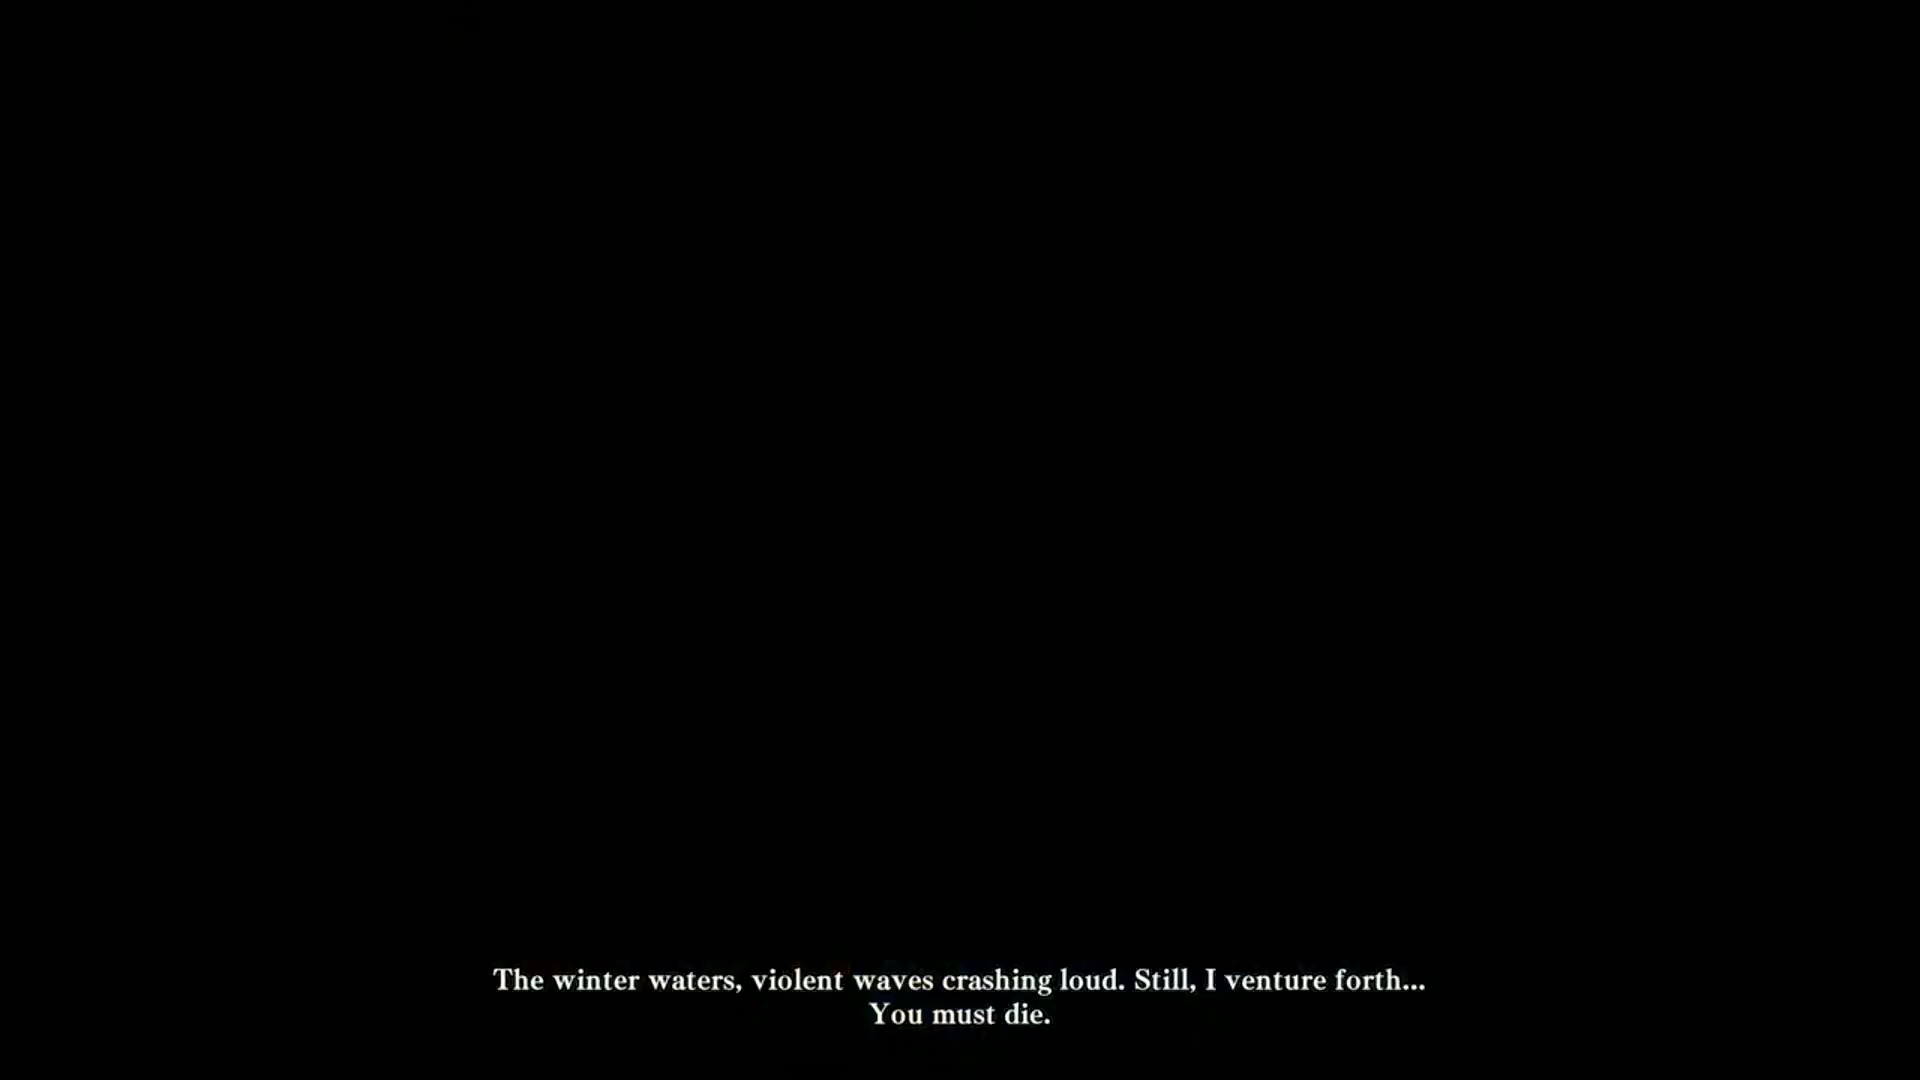 The winter waters, violent waves crashing loud. Still, I venture forth...
You must die.